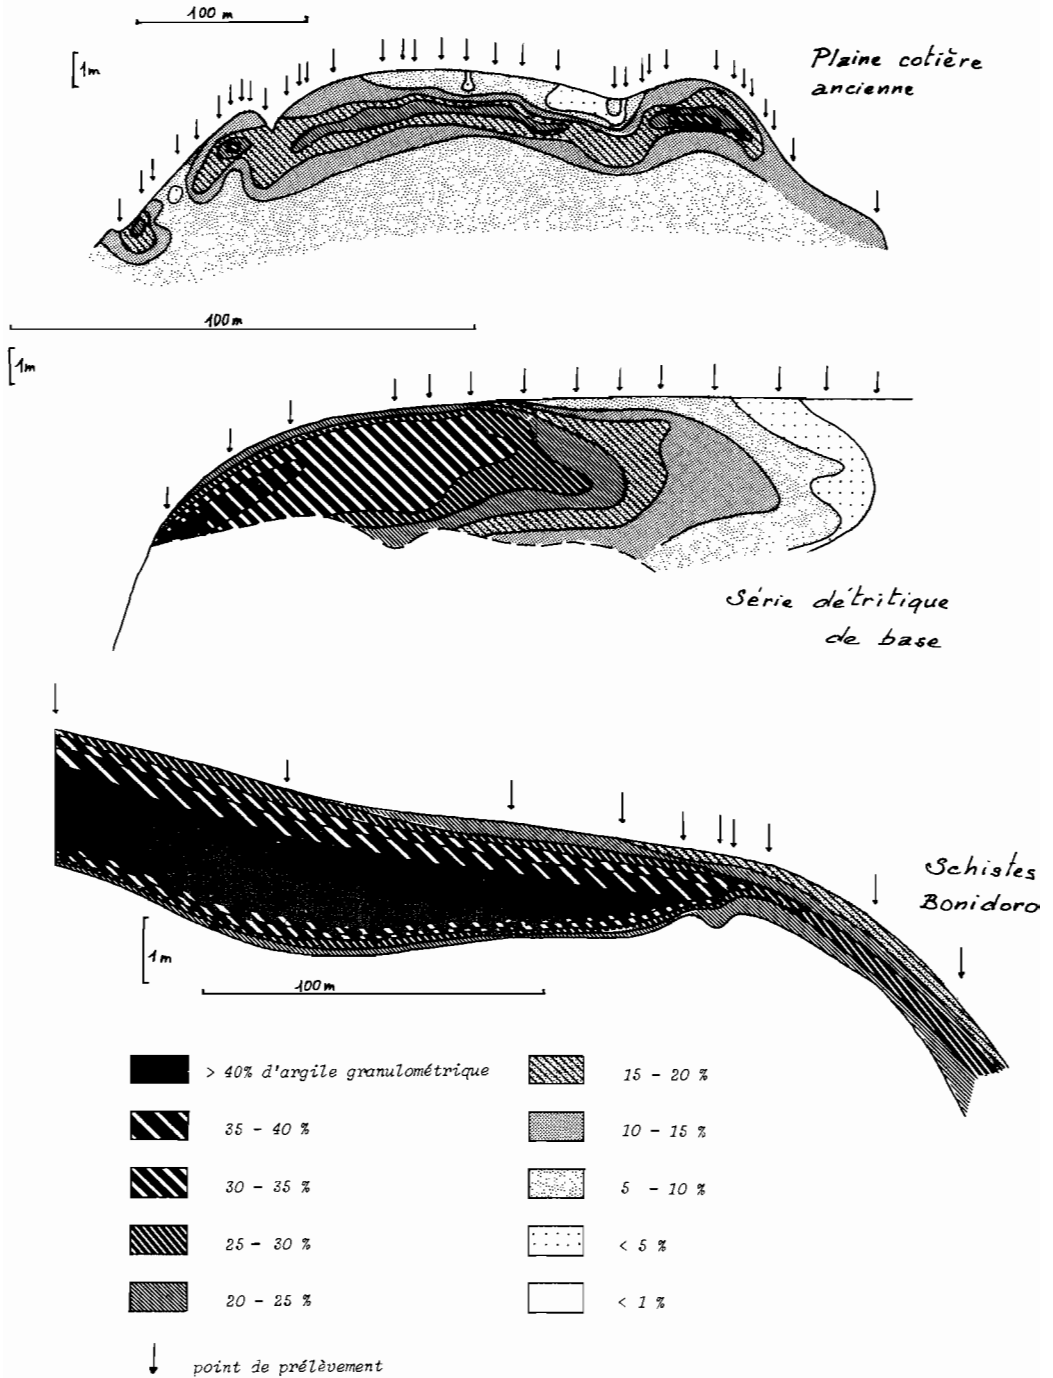 100 m
1m
Plaine cotière
ancienne
100 m
1m
Série détritique
de base
Schistes
Bonidoro
1m
100 m
> 40% d'argile granulométrique
35 - 40 %
30 - 35 %
25 - 30 %
20 - 25 %
15 - 20 %
10 - 15 %
5 - 10 %
< 5 %
< 1 %
point de prélèvement